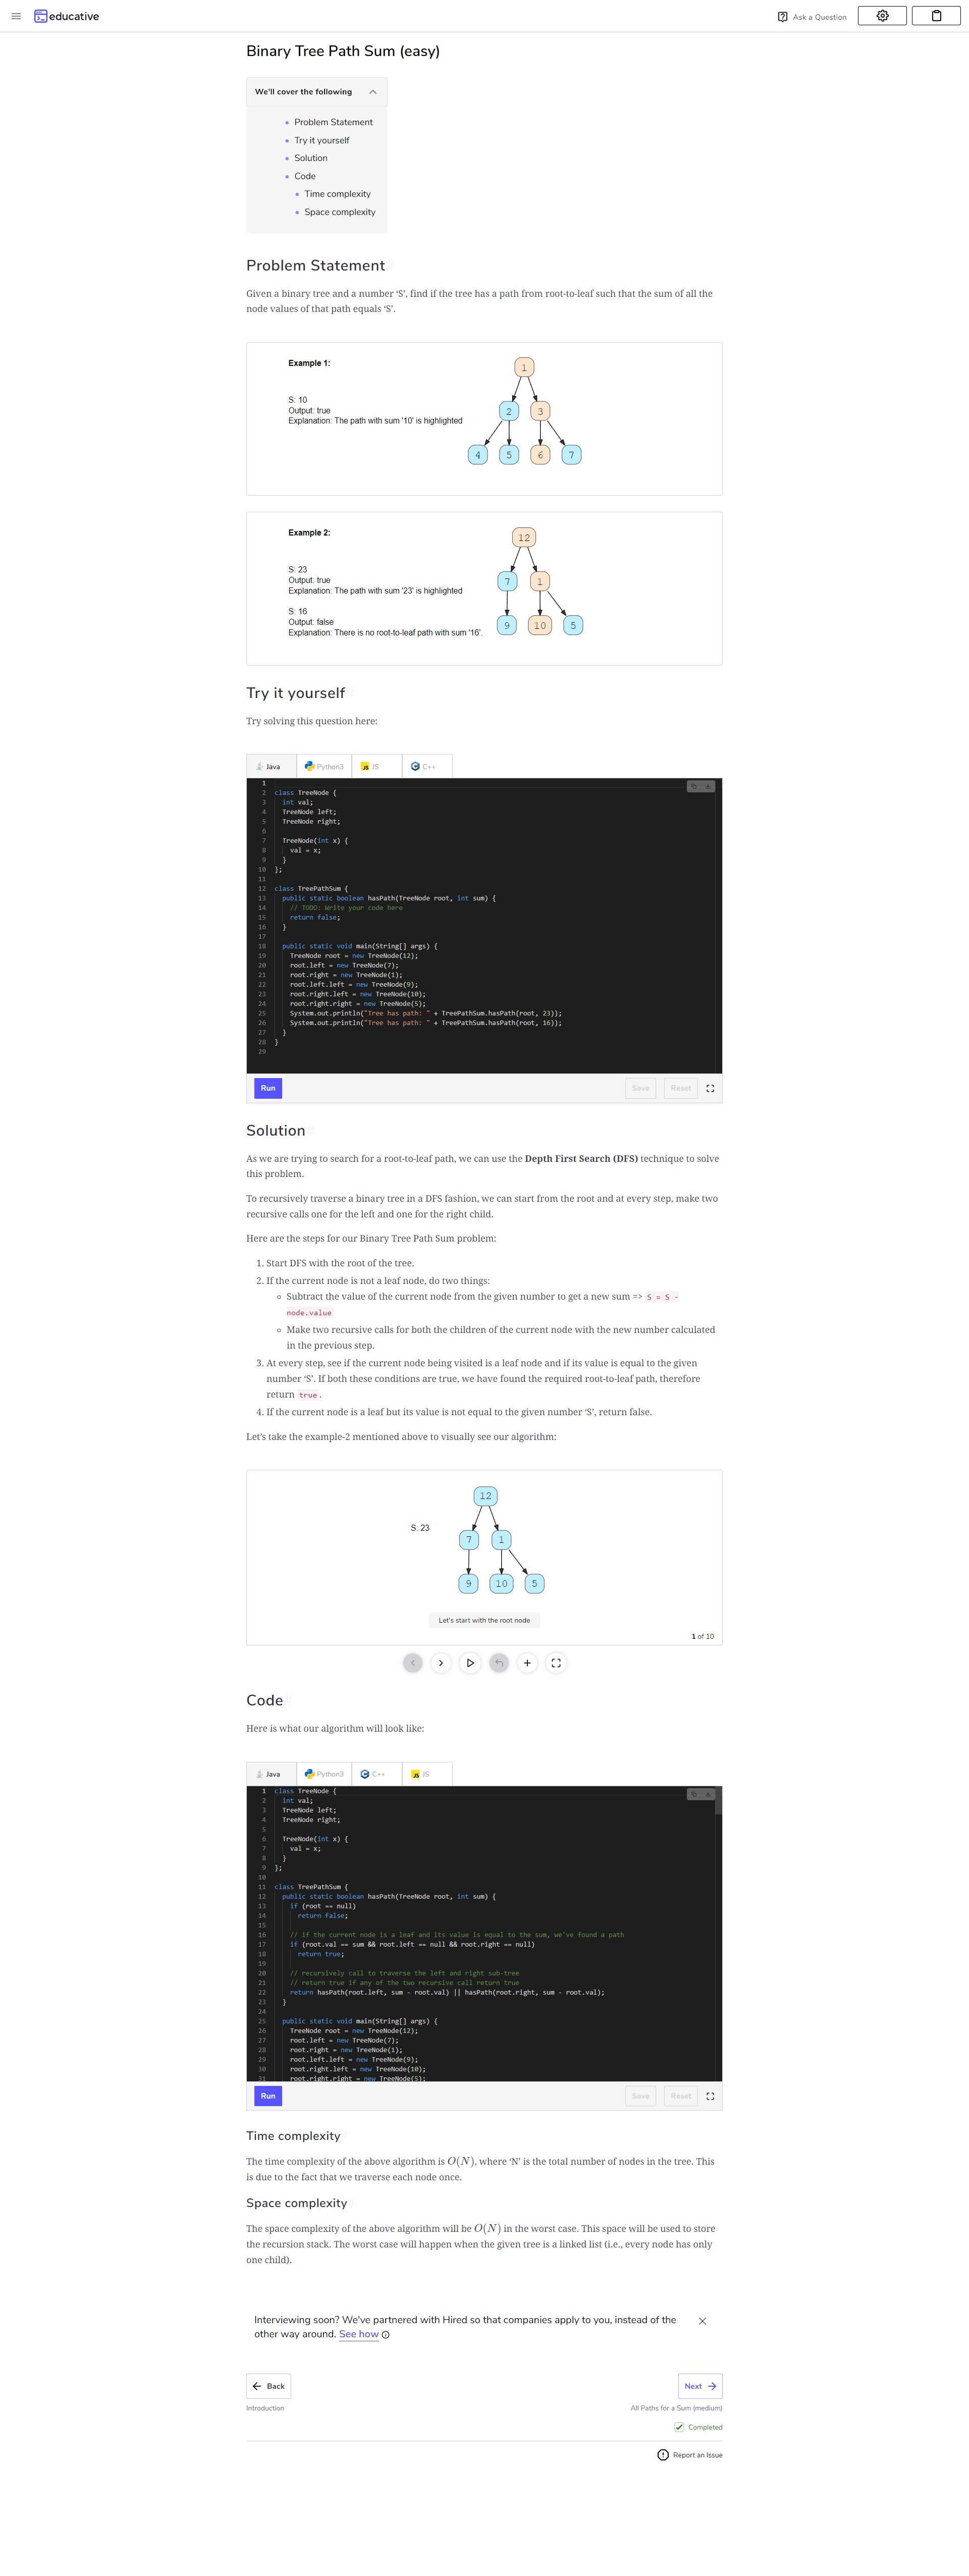 educative
Ask a Question
Binary Tree Path Sum (easy)
We'll cover the following
Problem Statement
Try it yourself
Solution
Code
Time complexity
Space complexity
Problem Statement
Given a binary tree and a number ‘S’, find if the tree has a path from root-to-leaf such that the sum of all the
node values of that path equals ‘S’.
Example 1:
S: 10
Output: true
Explanation: The path with sum '10' is highlighted
1
2 3
4 5 6 7
Example 2:
S: 23
Output: true
Explanation: The path with sum '23' is highlighted
S: 16
Output: false
Explanation: There is no root-to-leaf path with sum '16'.
12
7 1
9 10 5
Try it yourself
Try solving this question here:
Java Python3 JS C++
1
2 class TreeNode {
3 int val;
4 TreeNode left;
5 TreeNode right;
6
7 TreeNode(int x) {
8 val = x;
9 }
10 };
11
12 class TreePathSum {
13 public static boolean hasPath(TreeNode root, int sum) {
14 // TODO: Write your code here
15 return false;
16 }
17
18 public static void main(String[] args) {
19 TreeNode root = new TreeNode(12);
20 root.left = new TreeNode(7);
21 root.right = new TreeNode(1);
22 root.left.left = new TreeNode(9);
23 root.right.left = new TreeNode(10);
24 root.right.right = new TreeNode(5);
25 System.out.println("Tree has path: " + TreePathSum.hasPath(root, 23));
26 System.out.println("Tree has path: " + TreePathSum.hasPath(root, 16));
27 }
28 }
29
Run Save Reset
Solution
As we are trying to search for a root-to-leaf path, we can use the Depth First Search (DFS) technique to solve
this problem.
To recursively traverse a binary tree in a DFS fashion, we can start from the root and at every step, make two
recursive calls one for the left and one for the right child.
Here are the steps for our Binary Tree Path Sum problem:
1. Start DFS with the root of the tree.
2. If the current node is not a leaf node, do two things:
Subtract the value of the current node from the given number to get a new sum => S = S -
node.value
Make two recursive calls for both the children of the current node with the new number calculated
in the previous step.
3. At every step, see if the current node being visited is a leaf node and if its value is equal to the given
number ‘S’. If both these conditions are true, we have found the required root-to-leaf path, therefore
return true.
4. If the current node is a leaf but its value is not equal to the given number ‘S’, return false.
Let’s take the example-2 mentioned above to visually see our algorithm:
12
S: 23
7 1
9 10 5
Let's start with the root node
1 of 10
Code
Here is what our algorithm will look like:
Java Python3 C++ JS
1 class TreeNode {
2 int val;
3 TreeNode left;
4 TreeNode right;
5
6 TreeNode(int x) {
7 val = x;
8 }
9 };
10
11 class TreePathSum {
12 public static boolean hasPath(TreeNode root, int sum) {
13 if (root == null)
14 return false;
15
16 // if the current node is a leaf and its value is equal to the sum, we've found a path
17 if (root.val == sum && root.left == null && root.right == null)
18 return true;
19
20 // recursively call to traverse the left and right sub-tree
21 // return true if any of the two recursive call return true
22 return hasPath(root.left, sum - root.val) || hasPath(root.right, sum - root.val);
23 }
24
25 public static void main(String[] args) {
26 TreeNode root = new TreeNode(12);
27 root.left = new TreeNode(7);
28 root.right = new TreeNode(1);
29 root.left.left = new TreeNode(9);
30 root.right.left = new TreeNode(10);
31 root.right.right = new TreeNode(5);
Run Save Reset
Time complexity
The time complexity of the above algorithm is O(N), where ‘N’ is the total number of nodes in the tree. This
is due to the fact that we traverse each node once.
Space complexity
The space complexity of the above algorithm will be O(N) in the worst case. This space will be used to store
the recursion stack. The worst case will happen when the given tree is a linked list (i.e., every node has only
one child).
Interviewing soon? We've partnered with Hired so that companies apply to you, instead of the
other way around. See how
Back Next
Introduction All Paths for a Sum (medium)
Completed
Report an Issue